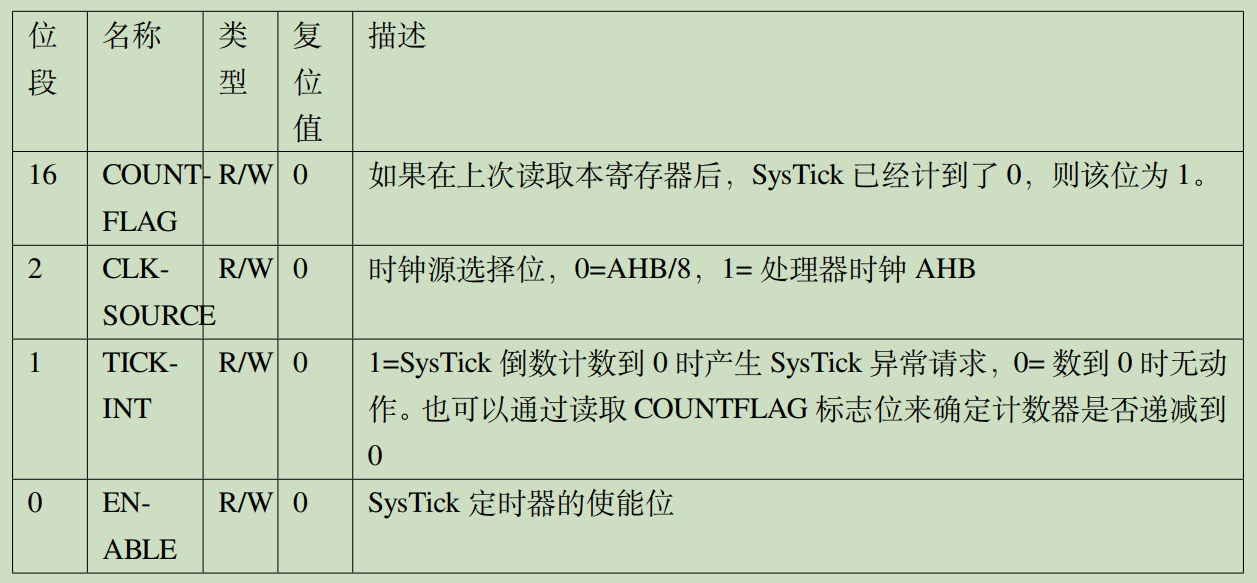 位段 名称 类型 复位值 描述
16 COUNT-FLAG R/W 0 如果在上次读取本寄存器后，SysTick 已经计到了 0，则该位为 1。
2 CLK-SOURCE R/W 0 时钟源选择位，0=AHB/8，1= 处理器时钟 AHB
1 TICK-INT R/W 0 1=SysTick 倒数计数到 0 时产生 SysTick 异常请求，0= 数到 0 时无动
作。也可以通过读取 COUNTFLAG 标志位来确定计数器是否递减到
0
0 EN-ABLE R/W 0 SysTick 定时器的使能位